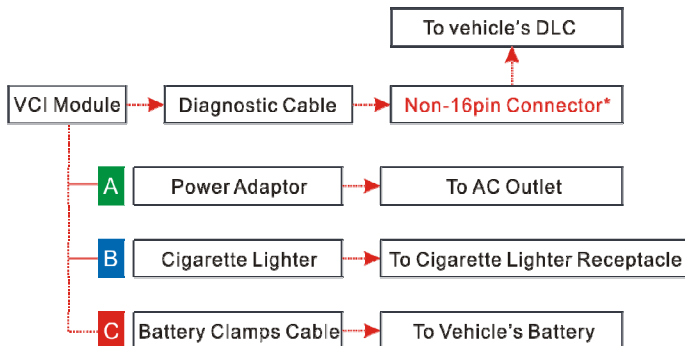 To vehicle's DLC
VCI Module
Diagnostic Cable
Non-16pin Connector*
A
Power Adaptor
To AC Outlet
B
Cigarette Lighter
To Cigarette Lighter Receptacle
C
Battery Clamps Cable
To Vehicle's Battery